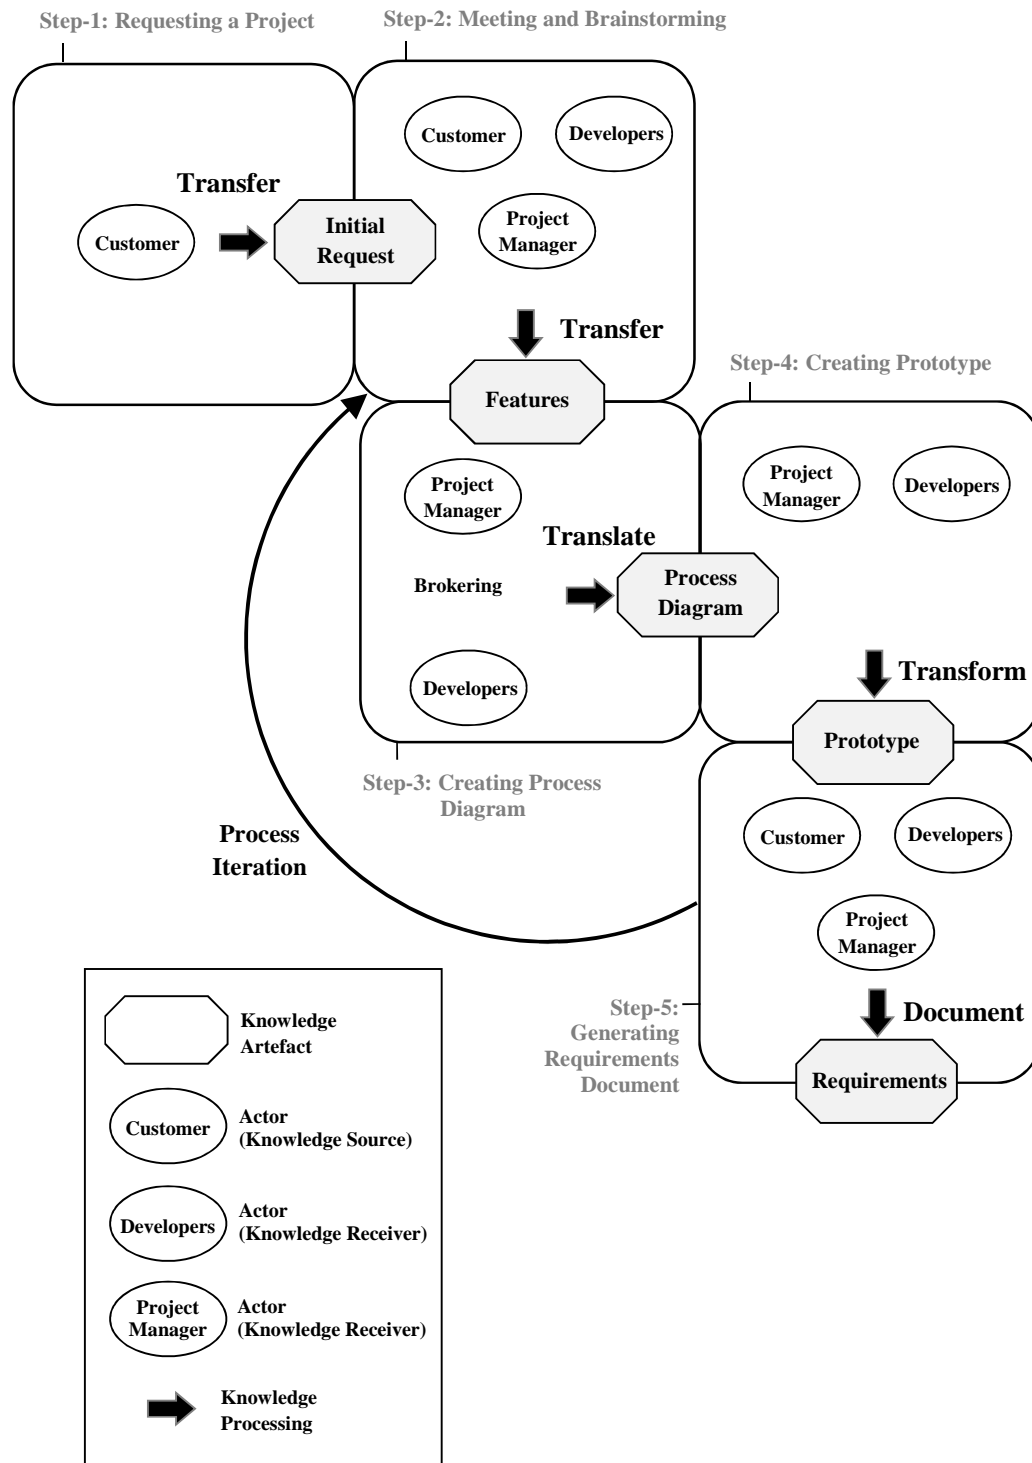 Step-1: Requesting a Project
Step-2: Meeting and Brainstorming
Customer
Developers
Transfer
Customer
Initial
Request
Project
Manager
Transfer
Features
Step-4: Creating Prototype
Project
Manager
Project
Manager
Developers
Translate
Brokering
Process
Diagram
Developers
Transform
Prototype
Step-3: Creating Process
Diagram
Process
Iteration
Customer
Developers
Project
Manager
Step-5:
Generating
Requirements
Document
Document
Requirements
Knowledge
Artefact
Customer
Actor
(Knowledge Source)
Developers
Actor
(Knowledge Receiver)
Project
Manager
Actor
(Knowledge Receiver)
Knowledge
Processing